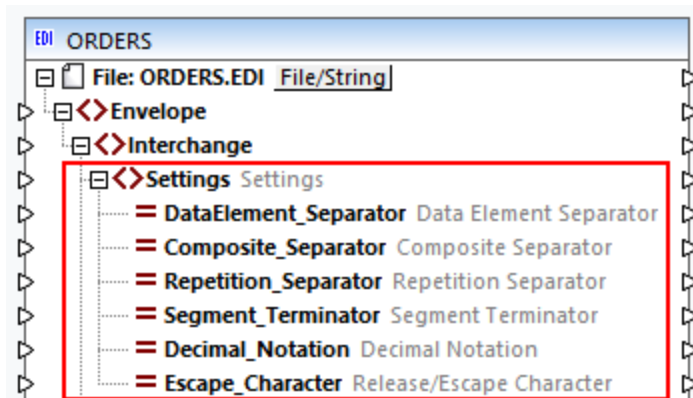 EDI ORDERS
File: ORDERS.EDI File/String
Envelope
Interchange
Settings Settings
DataElement_Separator Data Element Separator
Composite_Separator Composite Separator
Repetition_Separator Repetition Separator
Segment_Terminator Segment Terminator
Decimal_Notation Decimal Notation
Escape_Character Release/Escape Character